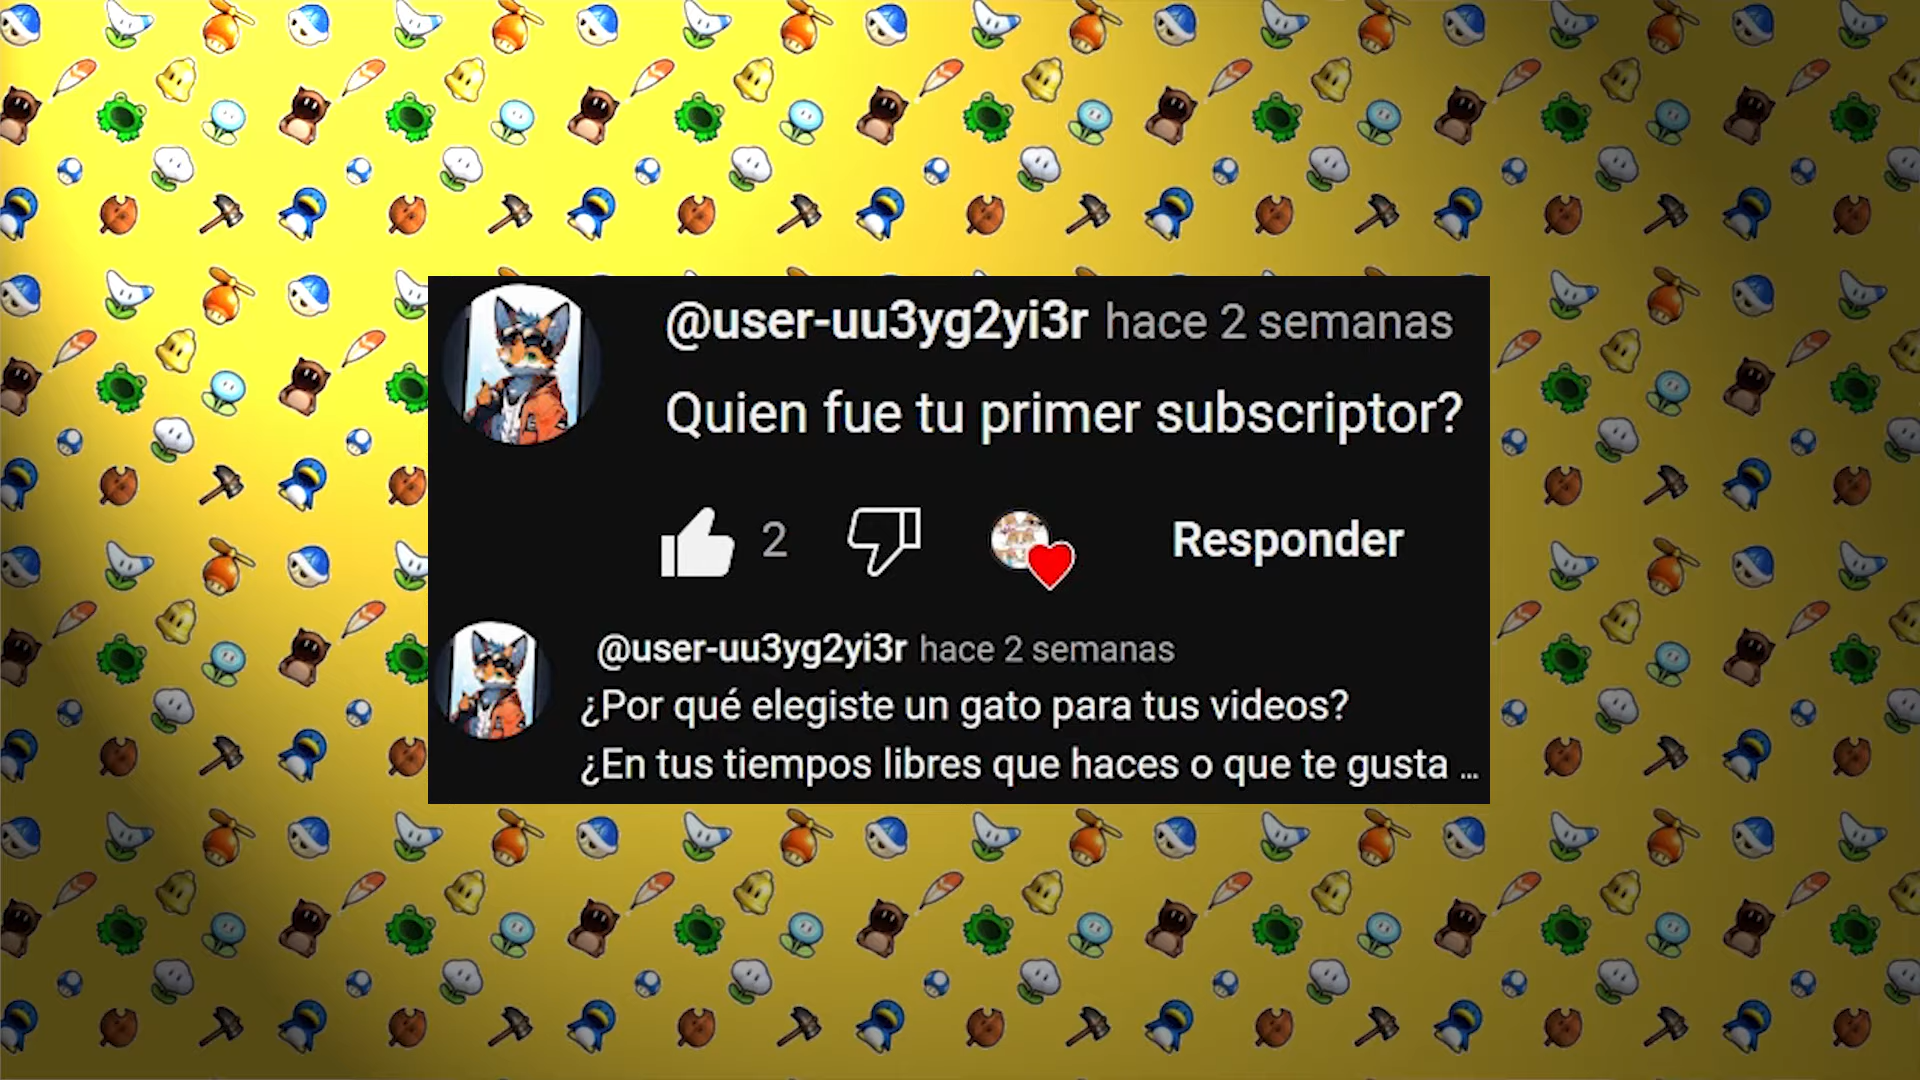 @user-uu3yg2yi3r hace 2 semanas
Quien fue tu primer subscriptor?
2
Responder
@user-uu3yg2yi3r hace 2 semanas
¿Por qué elegiste un gato para tus videos?
¿En tus tiempos libres que haces o que te gusta ...